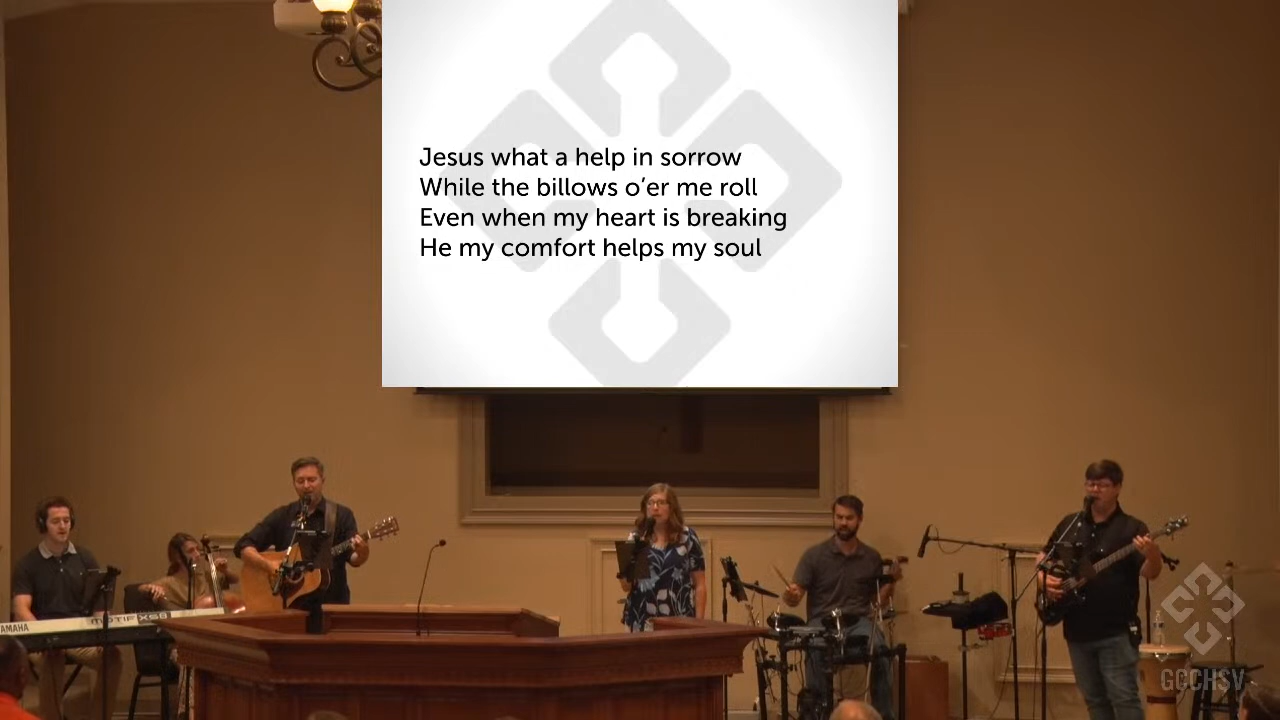 Jesus what a help in sorrow
While the billows o’er me roll
Even when my heart is breaking
He my comfort helps my soul
YAMAHA
MOTIF XS8
GCCHSV